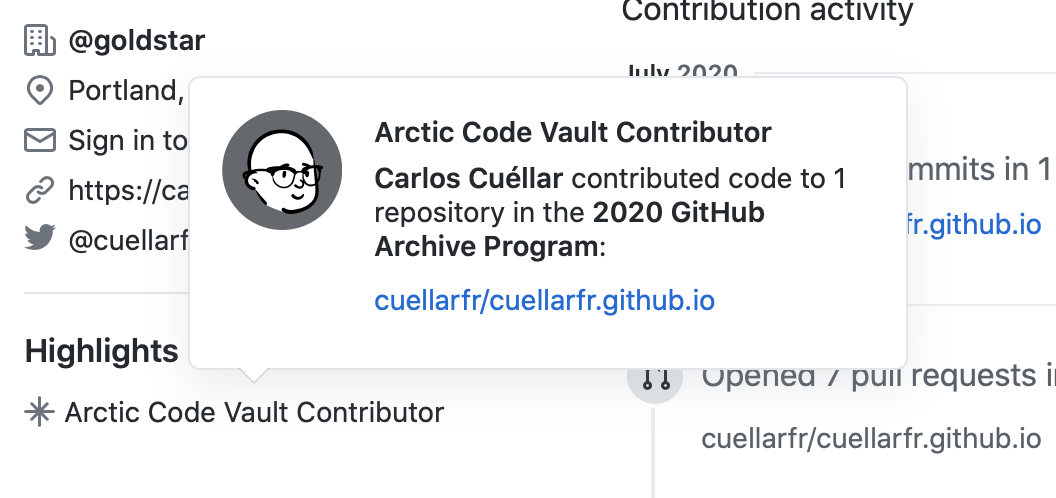 @goldstar
Portland,
Sign in to
https://ca
@cuellarf
Highlights
Arctic Code Vault Contributor
Arctic Code Vault Contributor
Carlos Cuéllar contributed code to 1
repository in the 2020 GitHub
Archive Program:
cuellarfr/cuellarfr.github.io
Contribution activity
July 2020
mmits in 1
fr.github.io
Opened 7 pull requests i
cuellarfr/cuellarfr.github.io